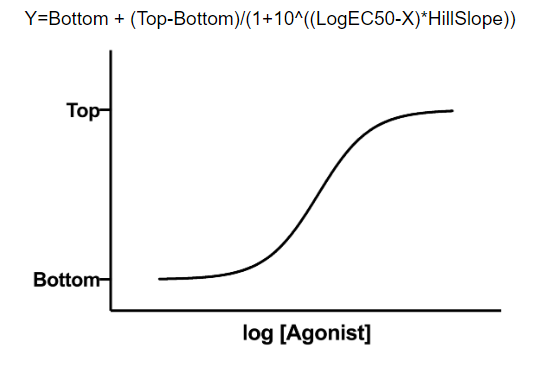 Y=Bottom + (Top-Bottom)/(1+10^((LogEC50-X)*HillSlope))
Top
Bottom
log [Agonist]